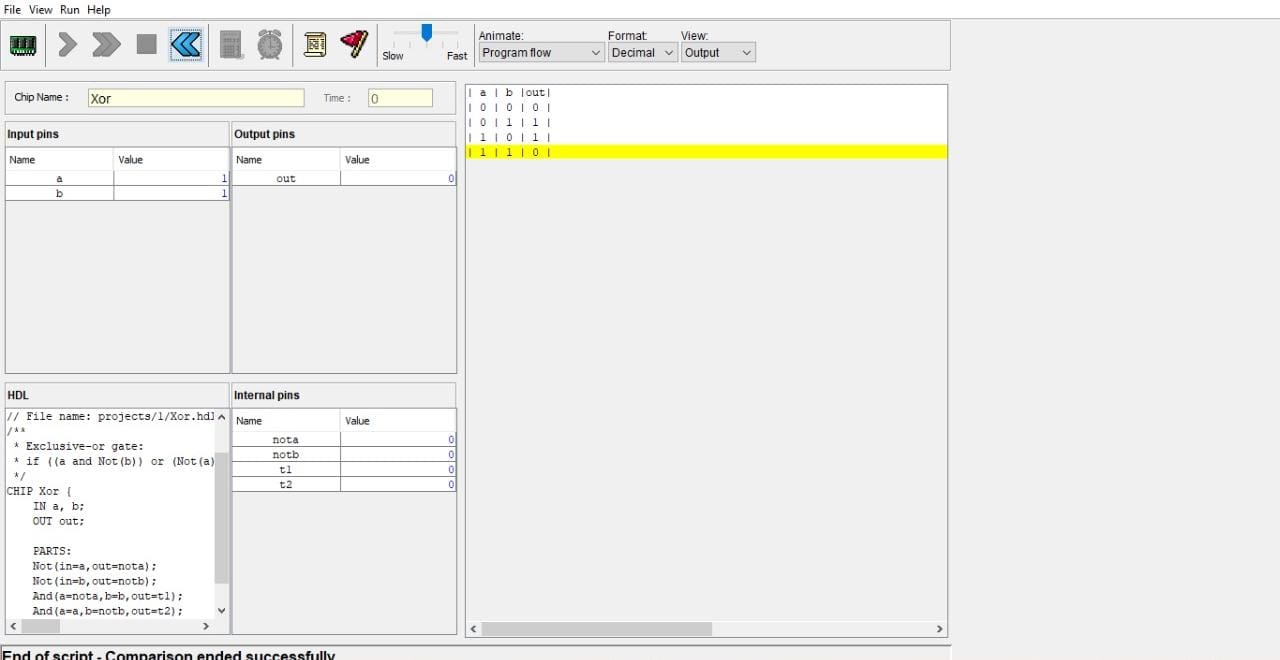 File View Run Help
Slow Fast
Animate: Format: View:
Program flow Decimal Output
Chip Name : Xor Time : 0
Input pins
Name Value
a 1
b 1
Output pins
Name Value
out 0
HDL
// File name: projects/1/Xor.hdl
/**
* Exclusive-or gate:
* if ((a and Not(b)) or (Not(a)
*/
CHIP Xor {
IN a, b;
OUT out;
PARTS:
Not(in=a,out=nota);
Not(in=b,out=notb);
And(a=nota,b=b,out=t1);
And(a=a,b=notb,out=t2);
Internal pins
Name Value
nota 0
notb 0
t1 0
t2 0
| a | b |out|
| 0 | 0 | 0 |
| 0 | 1 | 1 |
| 1 | 0 | 1 |
| 1 | 1 | 0 |
End of script - Comparison ended successfully